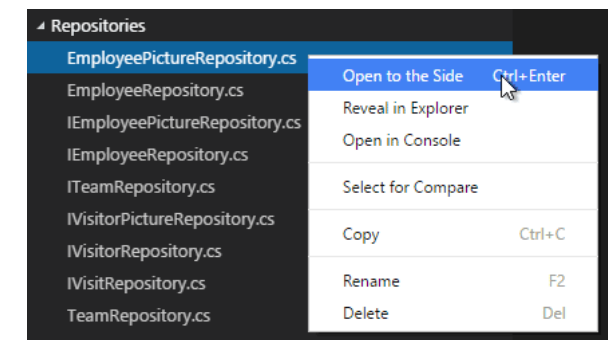 Repositories
EmployeePictureRepository.cs
EmployeeRepository.cs
IEmployeePictureRepository.cs
IEmployeeRepository.cs
ITeamRepository.cs
IVisitorPictureRepository.cs
IVisitorRepository.cs
IVisitRepository.cs
TeamRepository.cs
Open to the Side Ctrl+Enter
Reveal in Explorer
Open in Console
Select for Compare
Copy Ctrl+C
Rename F2
Delete Del